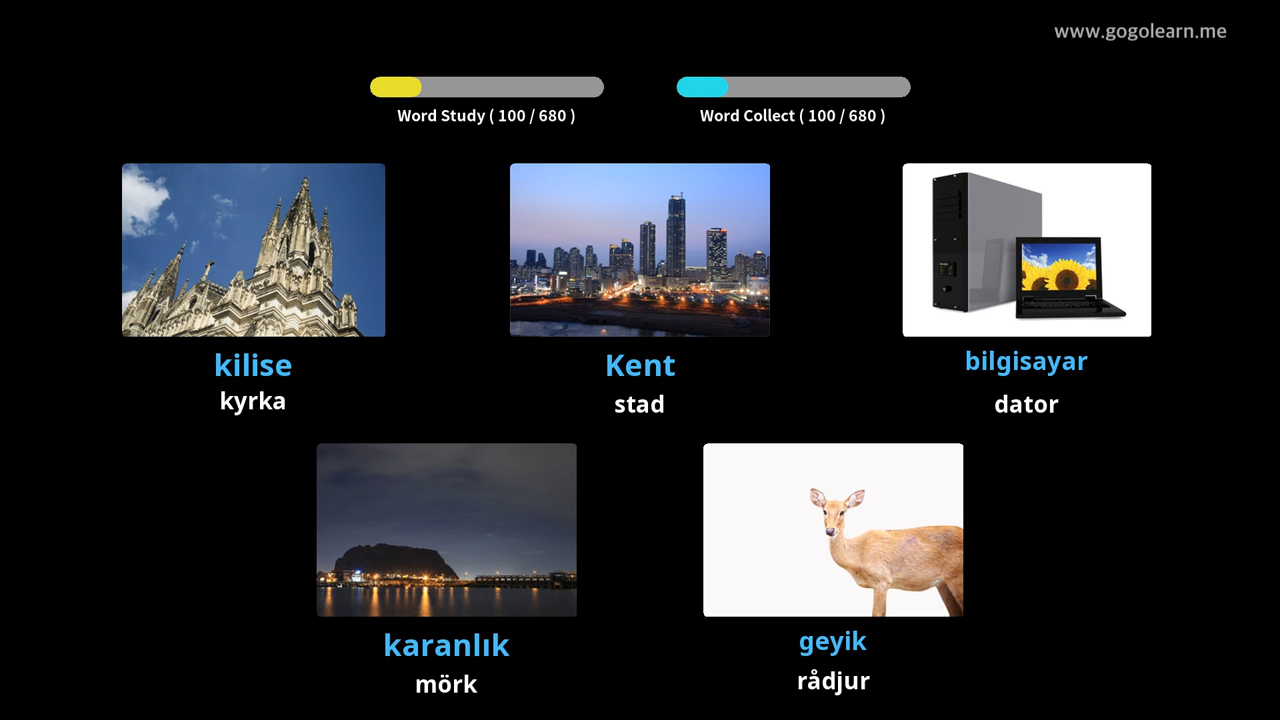 www.gogolearn.me
Word Study ( 100 / 680 )
Word Collect ( 100 / 680 )
kilise
kyrka
Kent
stad
bilgisayar
dator
karanlık
mörk
geyik
rådjur